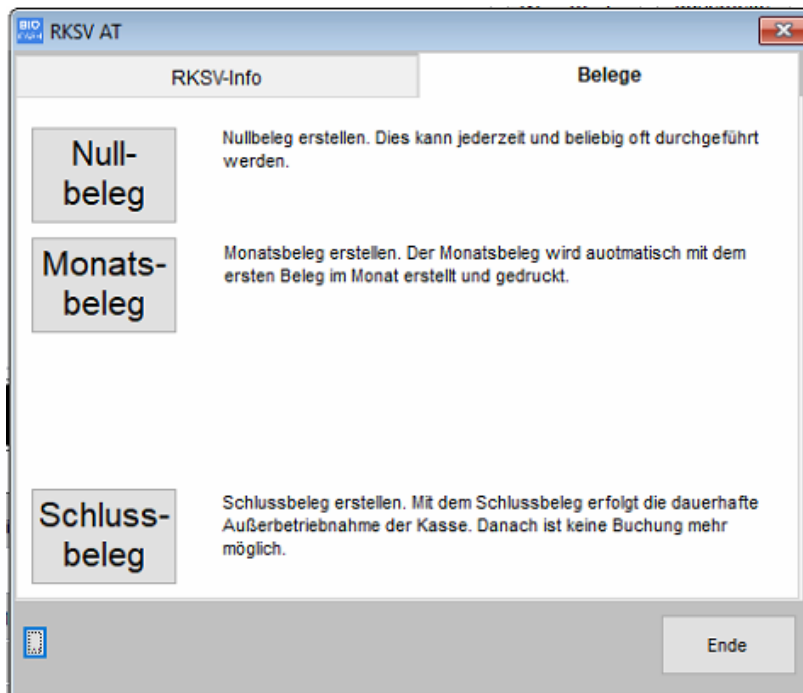 BIO
RKSV AT
RKSV-Info
Belege
Null-
beleg
Nullbeleg erstellen. Dies kann jederzeit und beliebig oft durchgeführt
werden.
Monats-
beleg
Monatsbeleg erstellen. Der Monatsbeleg wird auotmatisch mit dem
ersten Beleg im Monat erstellt und gedruckt.
Schluss-
beleg
Schlussbeleg erstellen. Mit dem Schlussbeleg erfolgt die dauerhafte
Außerbetriebnahme der Kasse. Danach ist keine Buchung mehr
möglich.
Ende